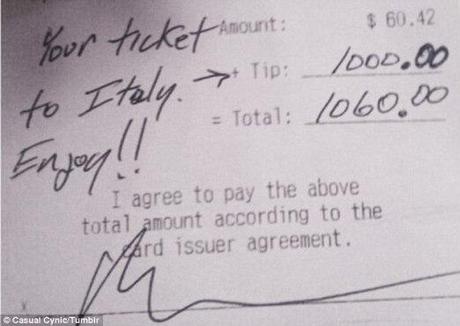 Your ticket
to Italy.
Enjoy!!
Amount: $ 60.42
→ + Tip: 1000.00
= Total: 1060.00
I agree to pay the above
total amount according to the
card issuer agreement.
x
© Casual Cynic/Tumblr